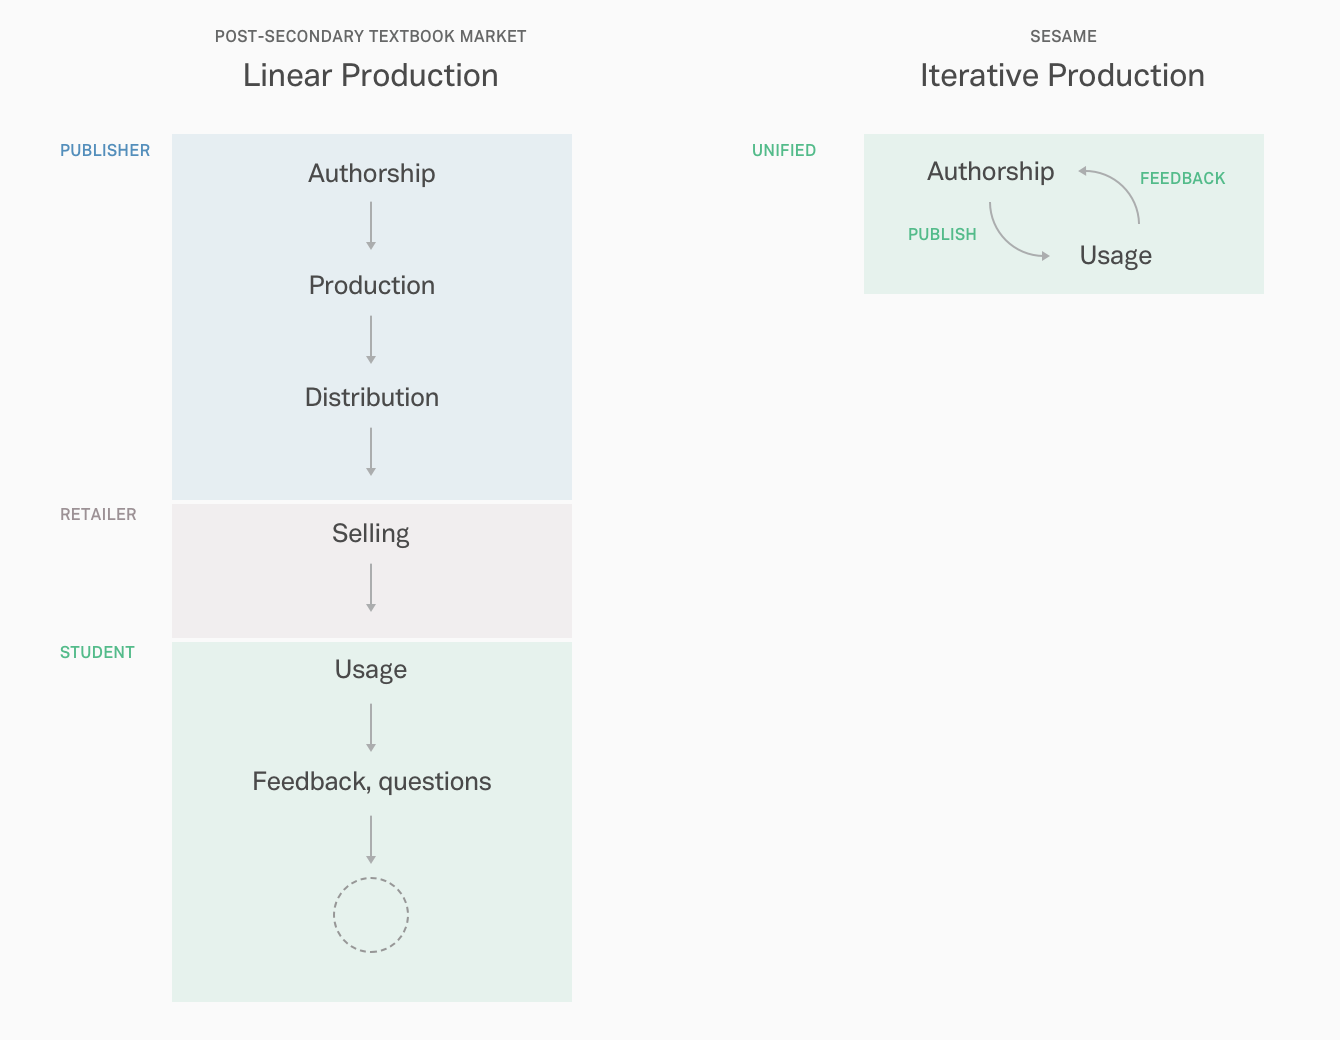 POST-SECONDARY TEXTBOOK MARKET
Linear Production
PUBLISHER
Authorship
Production
Distribution
RETAILER
Selling
STUDENT
Usage
Feedback, questions
SESAME
Iterative Production
UNIFIED
Authorship
FEEDBACK
PUBLISH
Usage